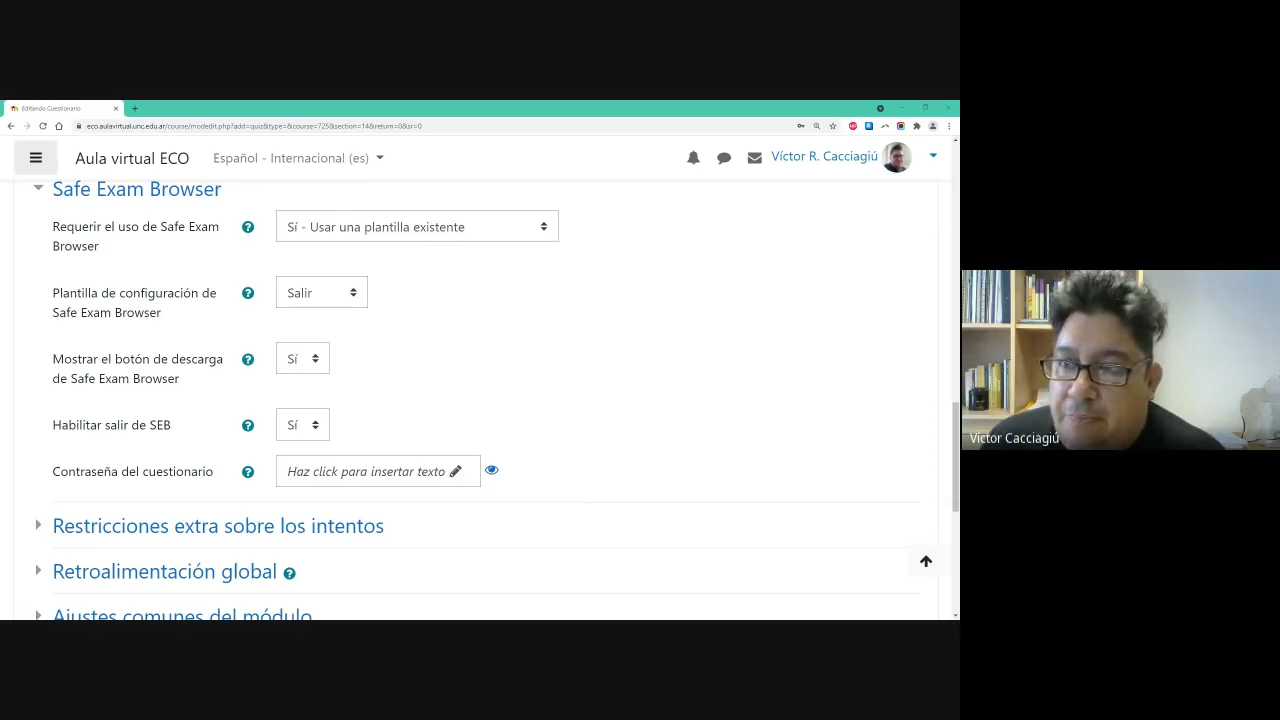 Editando Cuestionario
eco.aulavirtual.unc.edu.ar/course/modedit.php?add=quiz&type=&course=725&section=14&return=0&sr=0
Aula virtual ECO
Español - Internacional (es)
Víctor R. Cacciagiú
Safe Exam Browser
Requerir el uso de Safe Exam
Browser
Sí - Usar una plantilla existente
Plantilla de configuración de
Safe Exam Browser
Salir
Mostrar el botón de descarga
de Safe Exam Browser
Sí
Habilitar salir de SEB
Sí
Contraseña del cuestionario
Haz click para insertar texto
Restricciones extra sobre los intentos
Retroalimentación global
Ajustes comunes del módulo
Víctor Cacciagiú